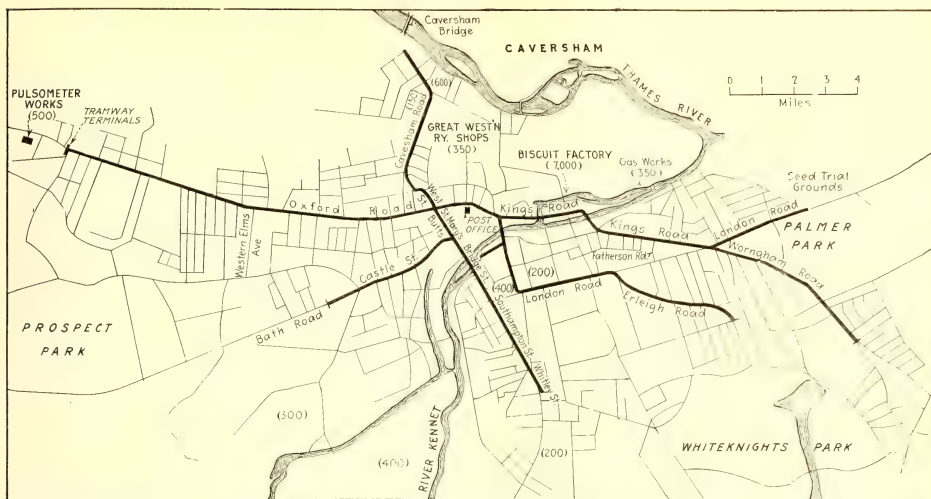 Caversham
Bridge
CAVERSHAM
THAMES RIVER
0 1 2 3 4
Miles
PULSOMETER
WORKS
(500)
TRAMWAY
TERMINALS
(600)
(150)
Caversham Road
GREAT WEST'N
RY. SHOPS
(350)
BISCUIT FACTORY
(7,000)
Gas Works
(350)
Seed Trial
Grounds
Oxford Road
West St.
St. Mary's
Butts
POST
OFFICE
Kings Road
Kings Road
London Road
PALMER
PARK
Western Elms
Ave
Castle St.
Bridge St.
(200)
Fatherson Rd.
Worngham Road
(400)
London Road
Erleigh Road
Bath Road
PROSPECT
PARK
Southampton St.
Whitley St.
(300)
(400)
RIVER KENNET
(200)
WHITEKNIGHTS PARK